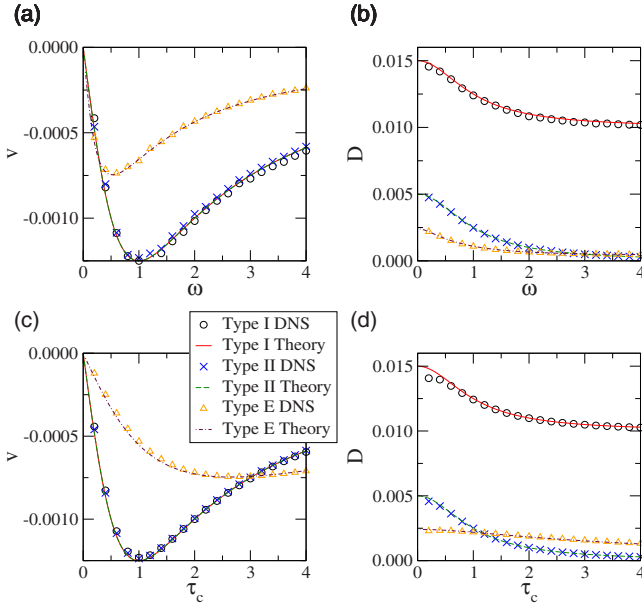 (a)
(b)
0.0000
-0.0005
-0.0010
v
0 1 2 3 4
ω
0.015
0.010
0.005
0.000
D
0 1 2 3 4
ω
(c)
(d)
0.0000
-0.0005
-0.0010
v
0 1 2 3 4
τc
Type I DNS
Type I Theory
Type II DNS
Type II Theory
Type E DNS
Type E Theory
0.015
0.010
0.005
0.000
D
0 1 2 3 4
τc